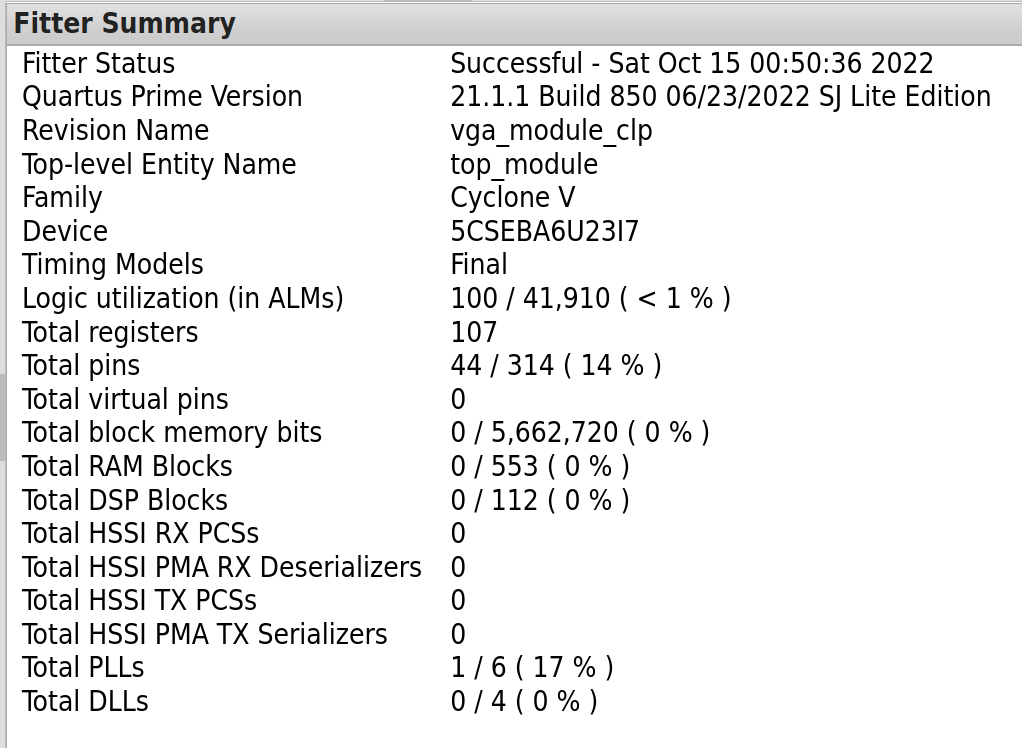 Fitter Summary
Fitter Status Successful - Sat Oct 15 00:50:36 2022
Quartus Prime Version 21.1.1 Build 850 06/23/2022 SJ Lite Edition
Revision Name vga_module_clp
Top-level Entity Name top_module
Family Cyclone V
Device 5CSEBA6U23I7
Timing Models Final
Logic utilization (in ALMs) 100 / 41,910 ( < 1 % )
Total registers 107
Total pins 44 / 314 ( 14 % )
Total virtual pins 0
Total block memory bits 0 / 5,662,720 ( 0 % )
Total RAM Blocks 0 / 553 ( 0 % )
Total DSP Blocks 0 / 112 ( 0 % )
Total HSSI RX PCSs 0
Total HSSI PMA RX Deserializers 0
Total HSSI TX PCSs 0
Total HSSI PMA TX Serializers 0
Total PLLs 1 / 6 ( 17 % )
Total DLLs 0 / 4 ( 0 % )